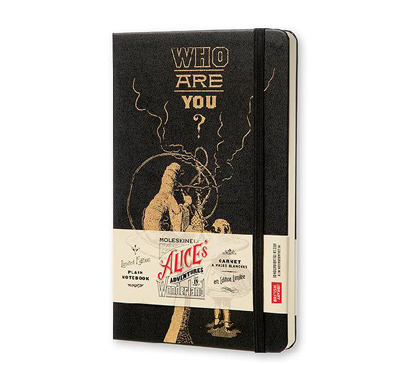 WHO
ARE
YOU
?
MOLESKINE
Limited Edition
PLAIN
NOTEBOOK
ALICE'S
ADVENTURES
IN
Wonderland
CARNET
À PAGES BLANCHES
en Édition Limitée